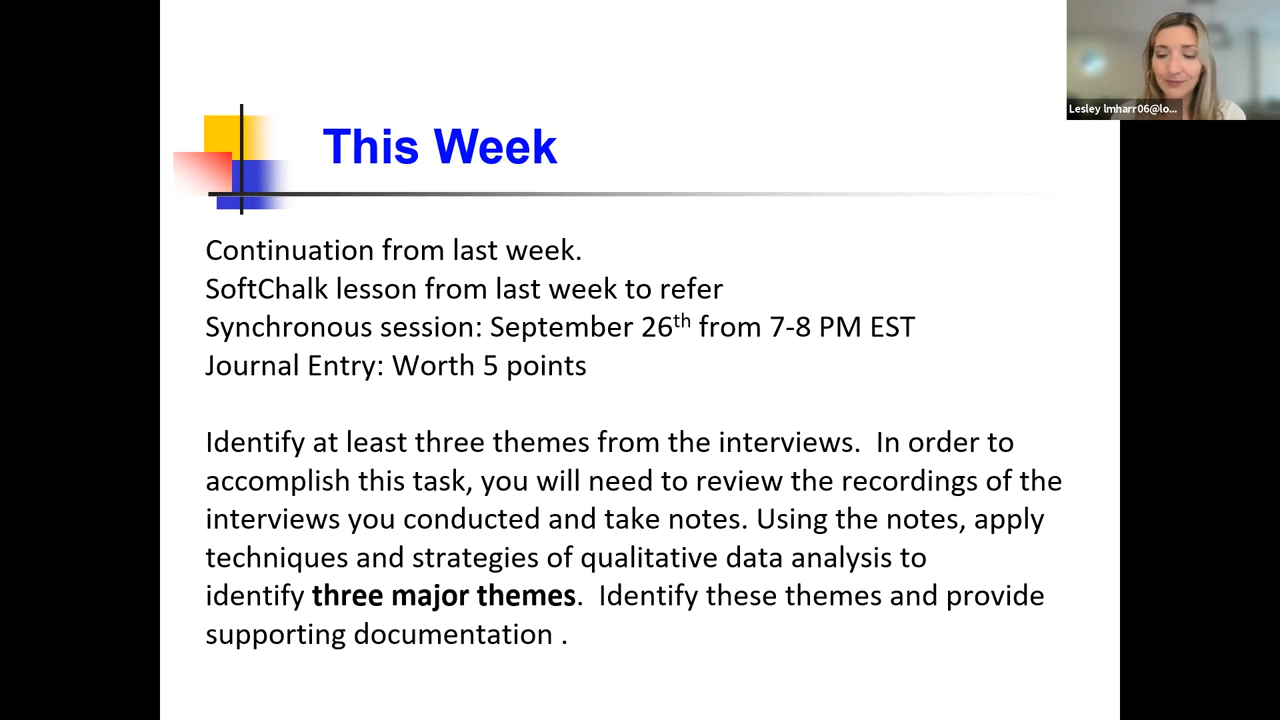 Lesley lmharr06@lo...
This Week
Continuation from last week.
SoftChalk lesson from last week to refer
Synchronous session: September 26th from 7-8 PM EST
Journal Entry: Worth 5 points
Identify at least three themes from the interviews.  In order to
accomplish this task, you will need to review the recordings of the
interviews you conducted and take notes. Using the notes, apply
techniques and strategies of qualitative data analysis to
identify three major themes.  Identify these themes and provide
supporting documentation .